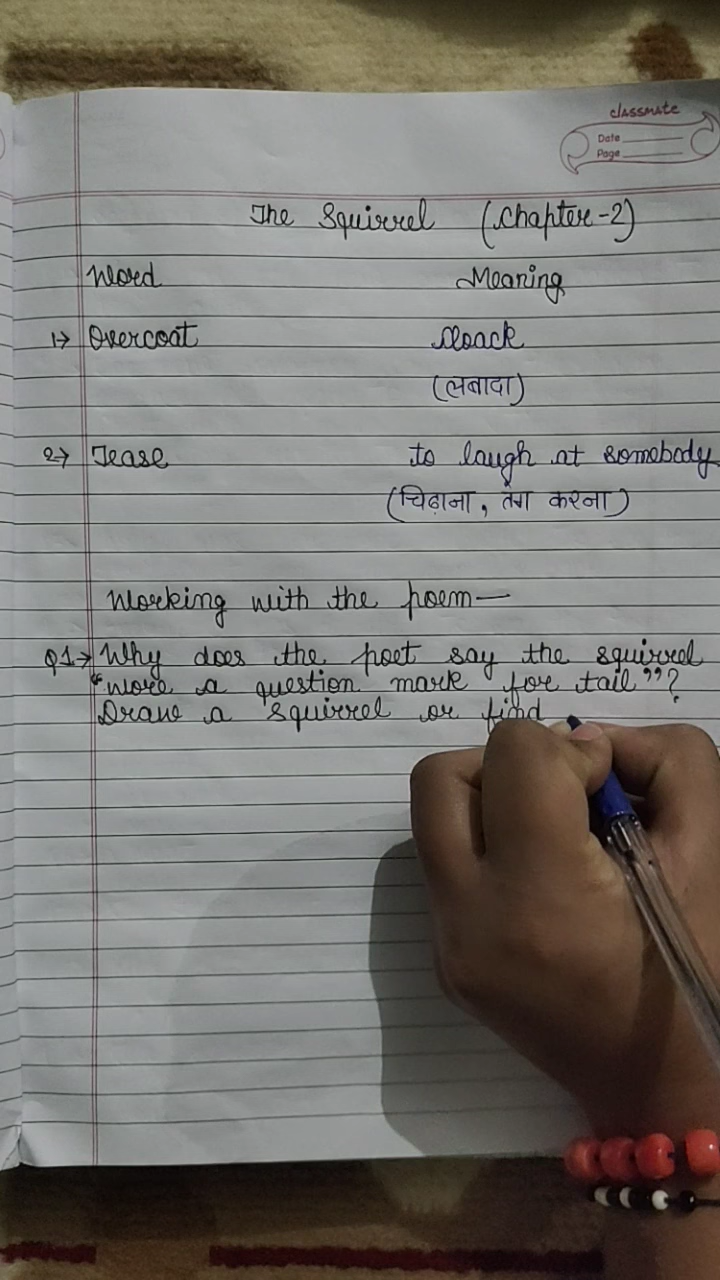 classmate
Date
Page
The Squirrel (Chapter-2)
Word Meaning
1→ Overcoat Cloack
(लबादा)
2→ Tease to laugh at somebody
(चिढ़ाना, तंग करना)
Working with the poem—
Q1→ Why does the poet say the squirrel
"wore a question mark for tail"?
Draw a squirrel or find